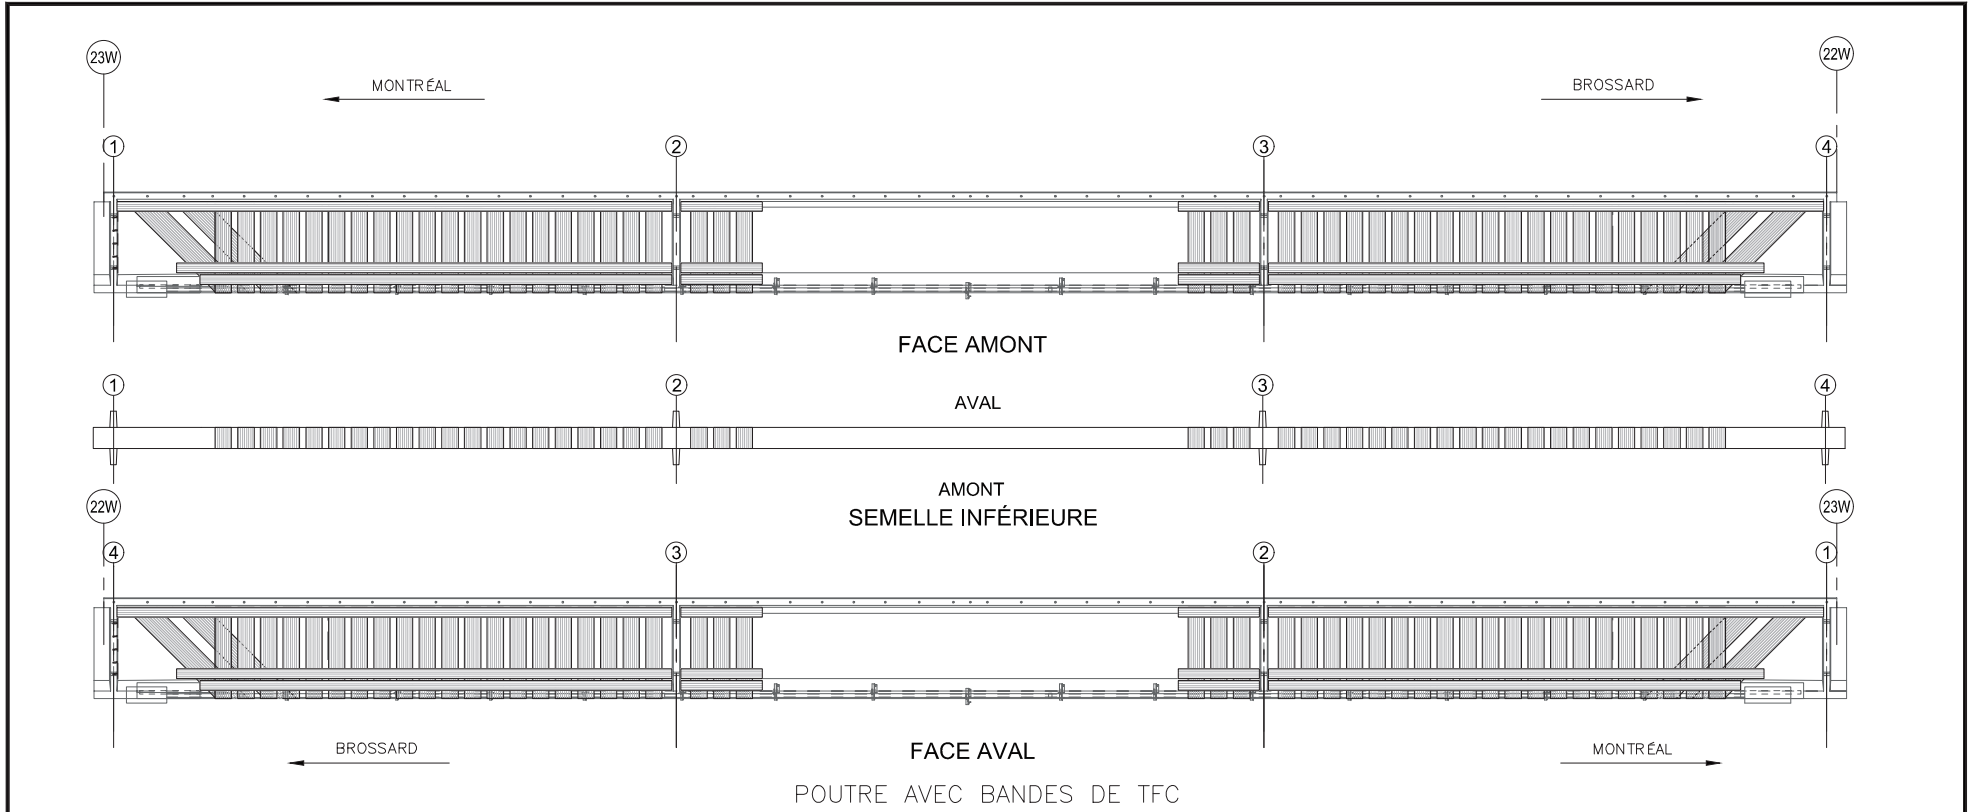 23W
22W
MONTRÉAL
BROSSARD
1
2
3
4
FACE AMONT
1
2
3
4
AVAL
AMONT
SEMELLE INFÉRIEURE
22W
23W
4
3
2
1
BROSSARD
FACE AVAL
MONTRÉAL
POUTRE AVEC BANDES DE TFC